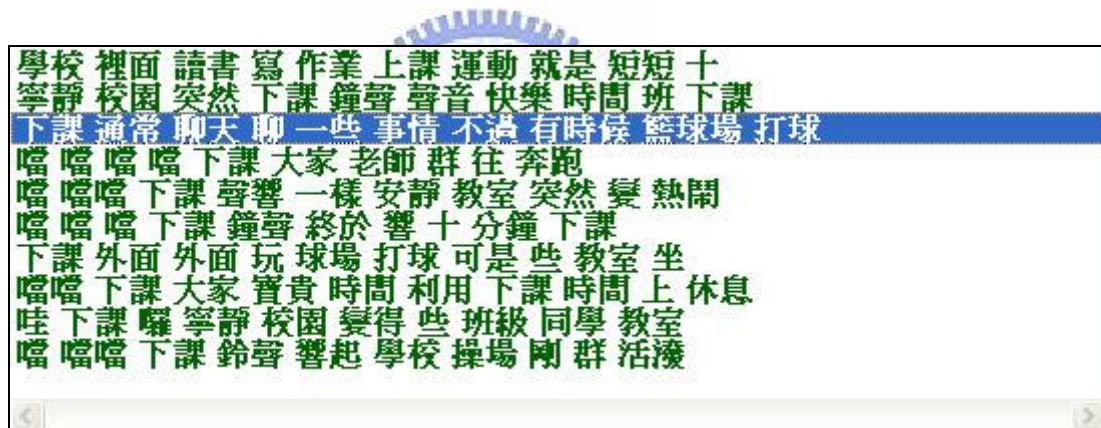 學校 裡面 讀書 寫 作業 上課 運動 就是 短短 十
寧靜 校園 突然 下課 鐘聲 聲音 快樂 時間 班 下課
下課 通常 聊天 聊 一些 事情 不過 有時候 籃球場 打球
噹 噹 噹 噹 下課 大家 老師 群 往 奔跑
噹 噹噹 下課 聲響 一樣 安靜 教室 突然 變 熱鬧
噹 噹 噹 下課 鐘聲 終於 響 十 分鐘 下課
下課 外面 外面 玩 球場 打球 可是 些 教室 坐
噹噹 下課 大家 寶貴 時間 利用 下課 時間 上 休息
哇 下課 囉 寧靜 校園 變得 些 班級 同學 教室
噹 噹噹 下課 鈴聲 響起 學校 操場 剛 群 活潑